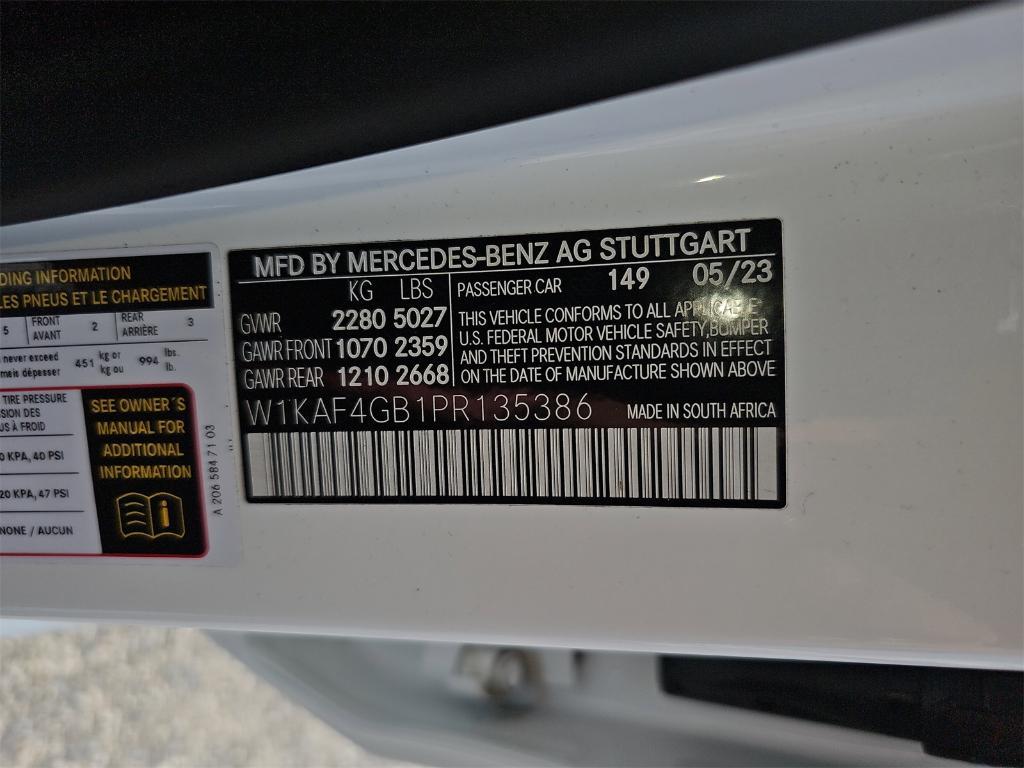 DING INFORMATION
LES PNEUS ET LE CHARGEMENT
5 FRONT AVANT 2 REAR ARRIÈRE 3
never exceed 451 kg or 994 lbs.
mais dépasser kg ou lb.
TIRE PRESSURE
SION DES
US À FROID
0 KPA, 40 PSI
20 KPA, 47 PSI
NONE / AUCUN
SEE OWNER´S
MANUAL FOR
ADDITIONAL
INFORMATION
i
A 206 584 71 03
MFD BY MERCEDES-BENZ AG STUTTGART
KG LBS
GVWR 2280 5027
GAWR FRONT 1070 2359
GAWR REAR 1210 2668
PASSENGER CAR 149 05/23
THIS VEHICLE CONFORMS TO ALL APPLICABLE
U.S. FEDERAL MOTOR VEHICLE SAFETY, BUMPER
AND THEFT PREVENTION STANDARDS IN EFFECT
ON THE DATE OF MANUFACTURE SHOWN ABOVE
W1KAF4GB1PR135386 MADE IN SOUTH AFRICA